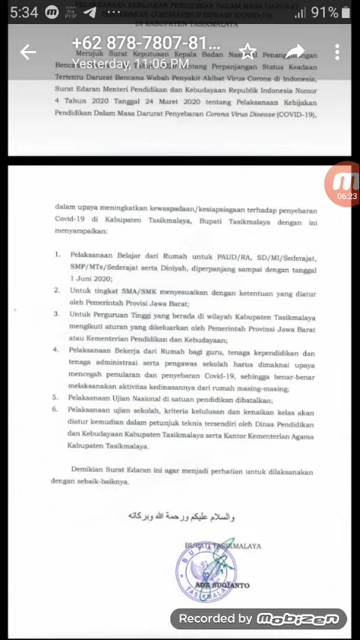 5:34
91%
DI KABUPATEN TASIKMALAYA
+62 878-7807-81...
Yesterday, 11:06 PM
Merujuk Surat Keputusan Kepala Badan Nasional Penanggulangan
Tertentu Darurat Bencana Wabah Penyakit Akibat Virus Corona di Indonesia,
Surat Edaran Menteri Pendidikan dan Kebudayaan Republik Indonesia Nomor
4 Tahun 2020 Tanggal 24 Maret 2020 tentang Pelaksanaan Kebijakan
Pendidikan Dalam Masa Darurat Penyebaran Corona Virus Disease (COVID-19),
06:23
dalam upaya meningkatkan kewaspadaan/kesiapsiagaan terhadap penyebaran
Covid-19 di Kabupaten Tasikmalaya, Bupati Tasikmalaya dengan ini
menyampaikan:
1. Pelaksanaan Belajar dari Rumah untuk PAUD/RA, SD/MI/Sederajat,
SMP/MTs/Sederajat serta Diniyah, diperpanjang sampai dengan tanggal
1 Juni 2020;
2. Untuk tingkat SMA/SMK menyesuaikan dengan ketentuan yang diatur
oleh Pemerintah Provisi Jawa Barat;
3. Untuk Perguruan Tinggi yang berada di wilayah Kabupaten Tasikmalaya
mengikuti aturan yang dikeluarkan oleh Pemerintah Provinsi Jawa Barat
atau Kementerian Pendidikan dan Kebudayaan;
4. Pelaksanaan Bekerja dari Rumah bagi guru, tenaga kependidikan dan
tenaga administrasi serta pengawas sekolah harus dimaknai upaya
mencegah penularan dari penyebaran Covid-19, sehingga benar-benar
melaksanakan aktivitas kedinasannya dari rumah masing-masing;
5. Pelaksanaan Ujian Nasional di satuan pendidikan dibatalkan;
6. Pelaksanaan ujian sekolah, kriteria kelulusan dan kenaikan kelas akan
diatur kemudian dalam petunjuk teknis tersendiri oleh Dinas Pendidikan
dan Kebudayaan Kabupaten Tasikmalaya serta Kantor Kementerian Agama
Kabupaten Tasikmalaya.
Demikian Surat Edaran ini agar menjadi perhatian untuk dilaksanakan
dengan sebaik-baiknya.
والسلام عليكم ورحمة الله وبركاته
BUPATI TASIKMALAYA
ADE SUGIANTO
Recorded by Mobizen